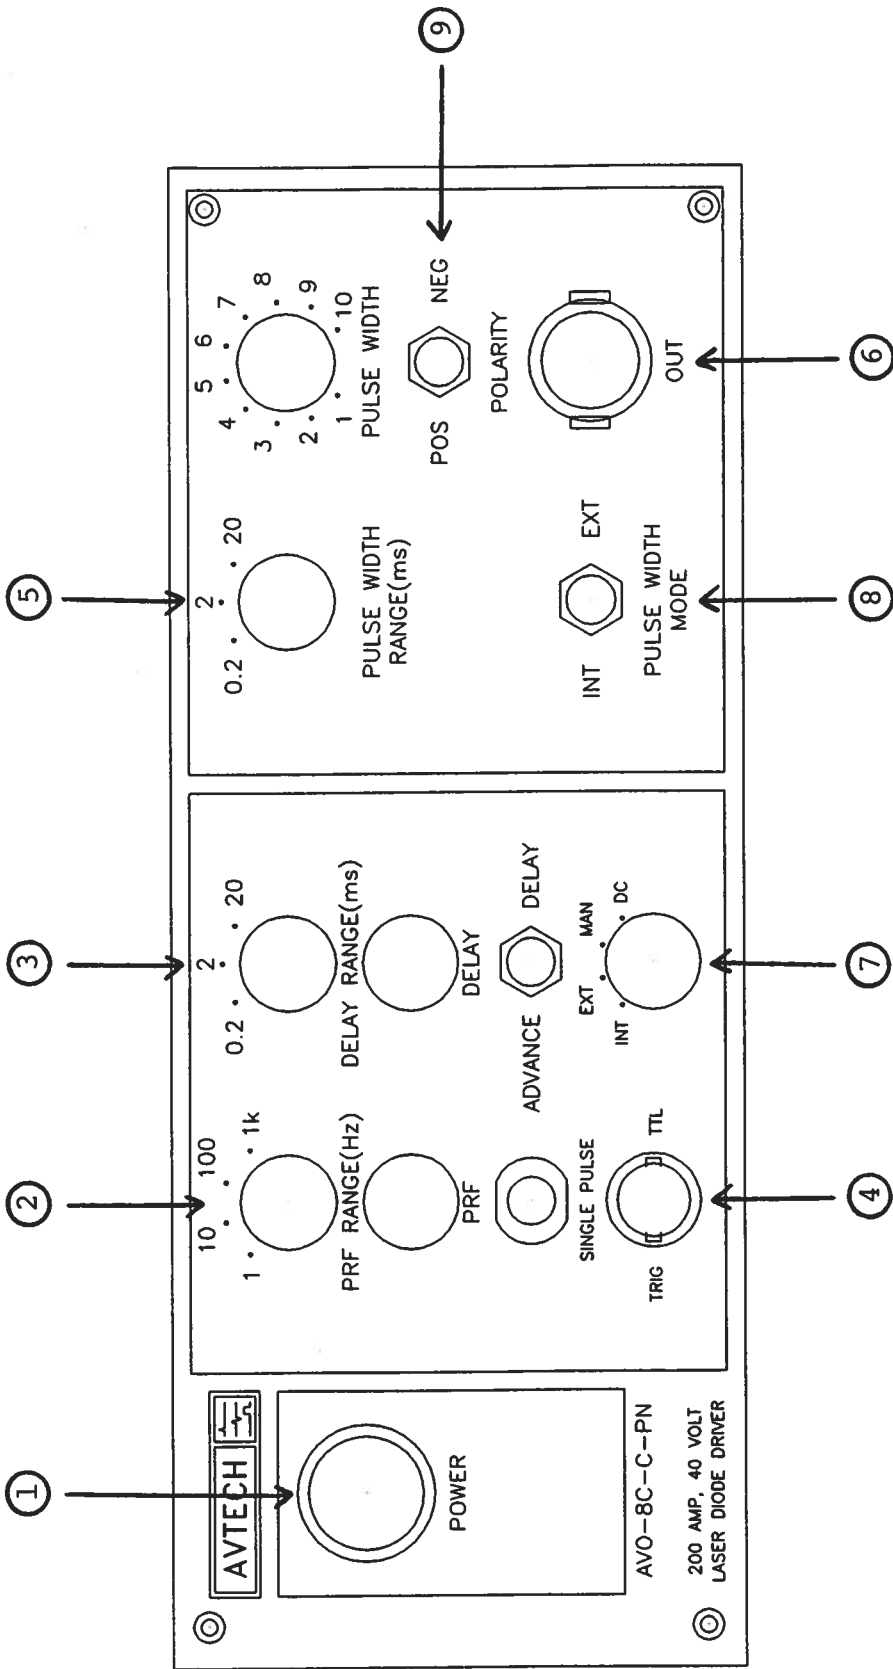 1
2
3
5
9
AVTECH
POWER
AVO-8C-C-PN
200 AMP, 40 VOLT
LASER DIODE DRIVER
1 10 100 1k
PRF RANGE(Hz)
PRF
SINGLE PULSE
TRIG TTL
0.2 2 20
DELAY RANGE(ms)
DELAY
ADVANCE DELAY
INT EXT MAN DC
0.2 2 20
PULSE WIDTH
RANGE(ms)
INT EXT
PULSE WIDTH
MODE
1 2 3 4 5 6 7 8 9 10
PULSE WIDTH
POS NEG
POLARITY
OUT
4
7
8
6